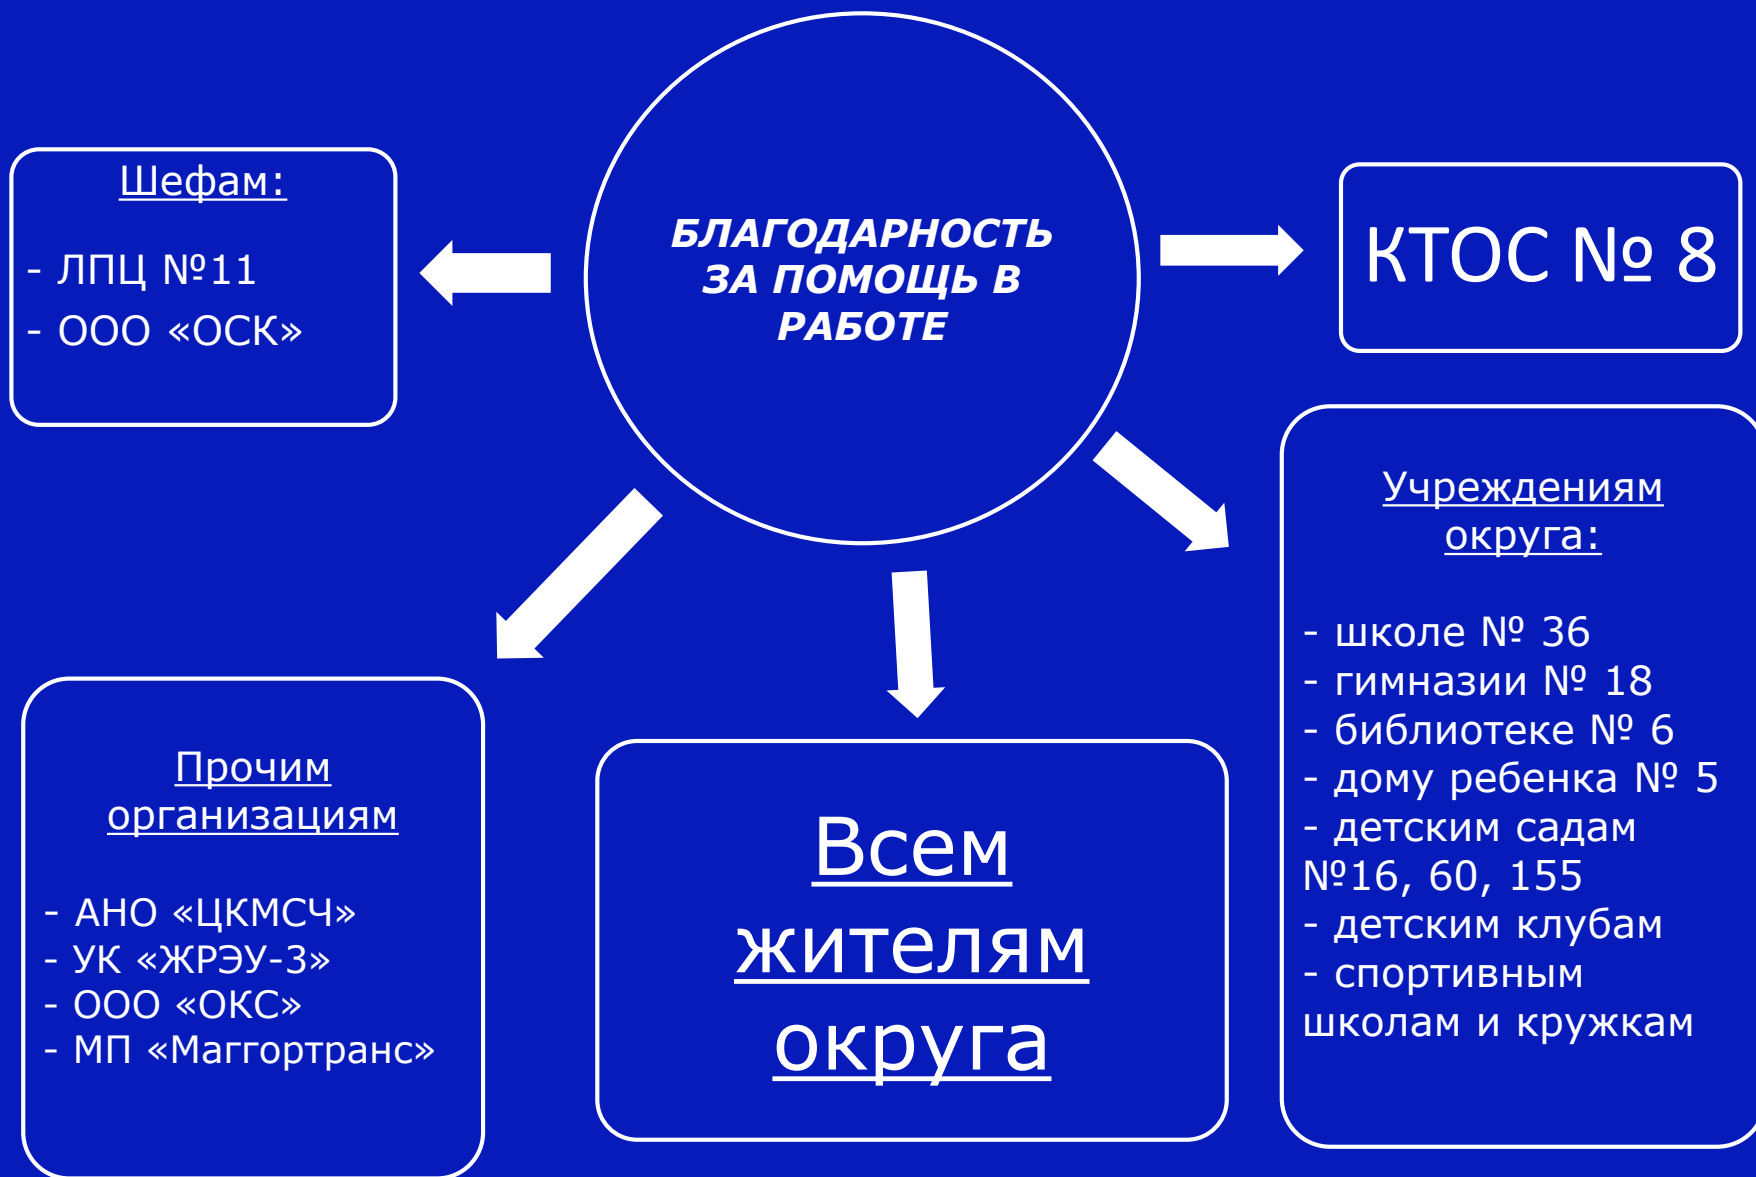 БЛАГОДАРНОСТЬ
ЗА ПОМОЩЬ В
РАБОТЕ
Шефам:
- ЛПЦ №11
- ООО «ОСК»
КТОС № 8
Учреждениям
округа:
- школе № 36
- гимназии № 18
- библиотеке № 6
- дому ребенка № 5
- детским садам
№16, 60, 155
- детским клубам
- спортивным
школам и кружкам
Прочим
организациям
- АНО «ЦКМСЧ»
- УК «ЖРЭУ-3»
- ООО «ОКС»
- МП «Маггортранс»
Всем
жителям
округа